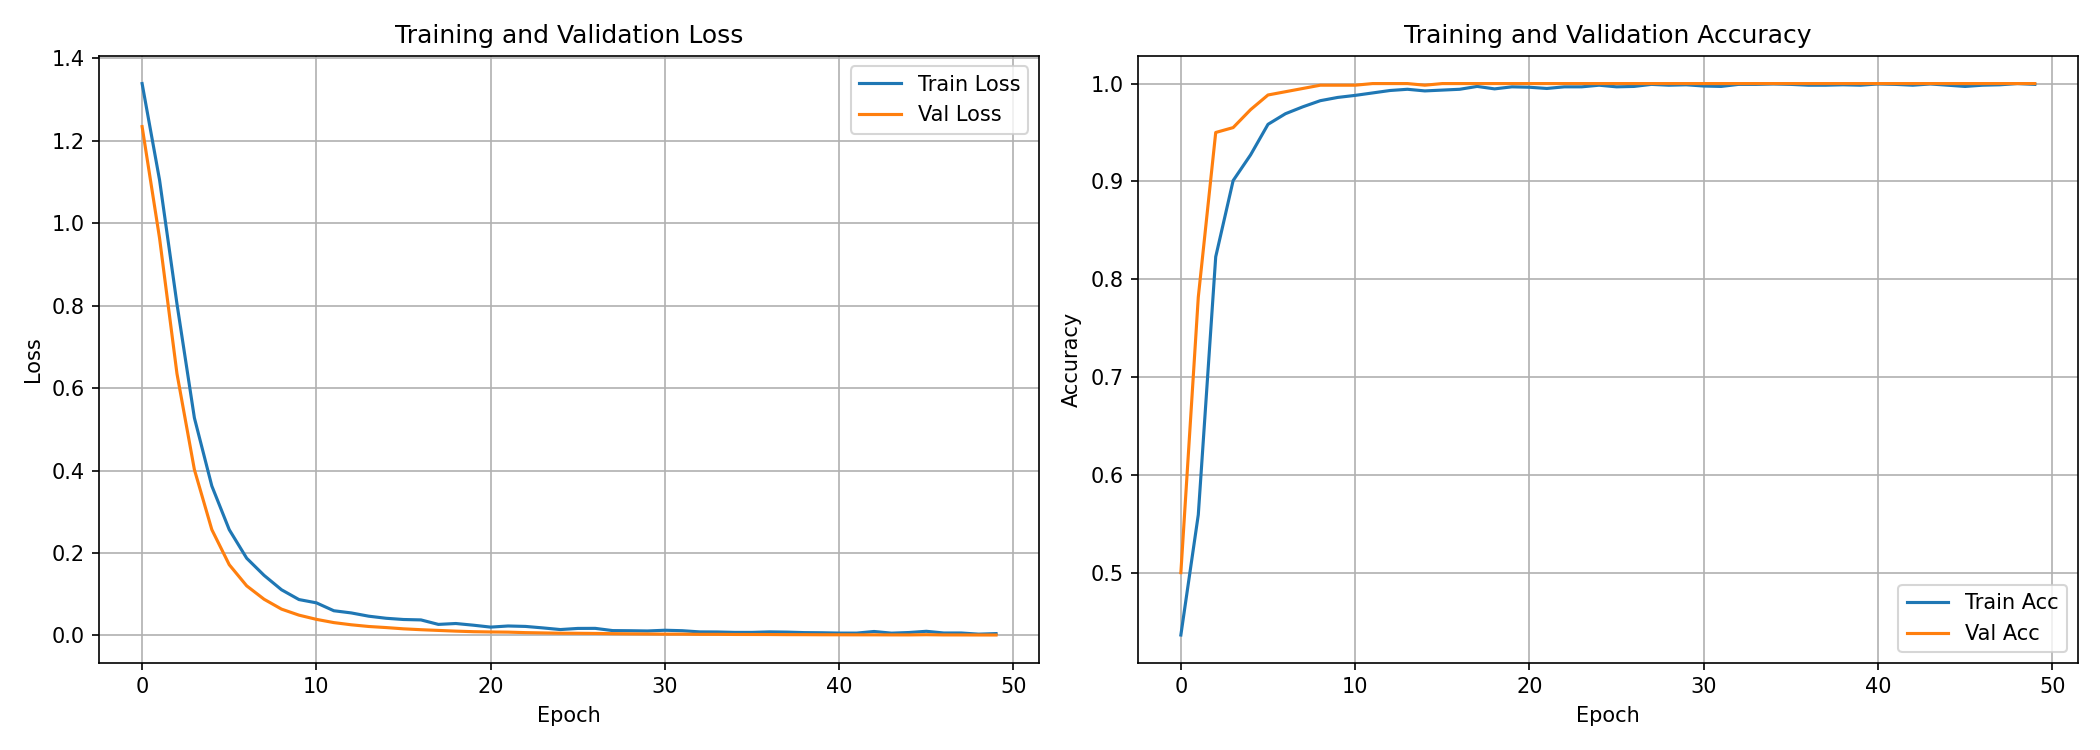 Training and Validation Loss
1.4
1.2
1.0
0.8
0.6
0.4
0.2
0.0
Loss
0 10 20 30 40 50
Epoch
Train Loss
Val Loss
Training and Validation Accuracy
1.0
0.9
0.8
0.7
0.6
0.5
Accuracy
0 10 20 30 40 50
Epoch
Train Acc
Val Acc